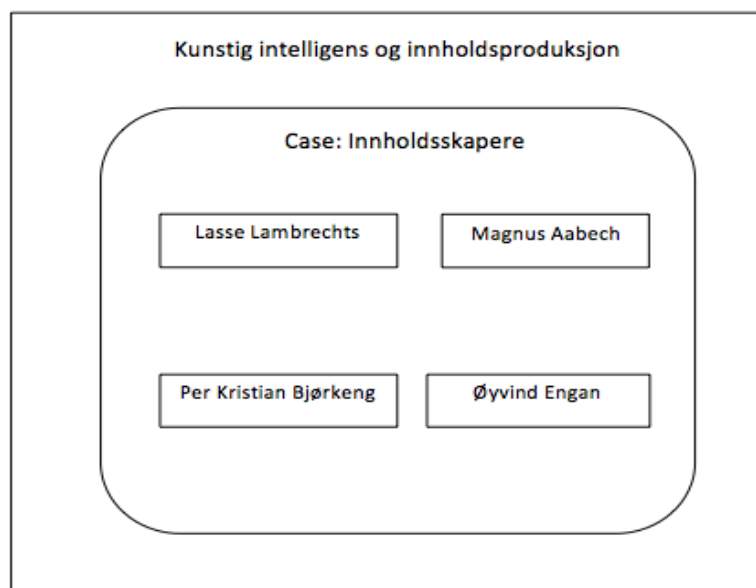 Kunstig intelligens og innholdsproduksjon
Case: Innholdsskapere
Lasse Lambrechts
Magnus Aabech
Per Kristian Bjørkeng
Øyvind Engan